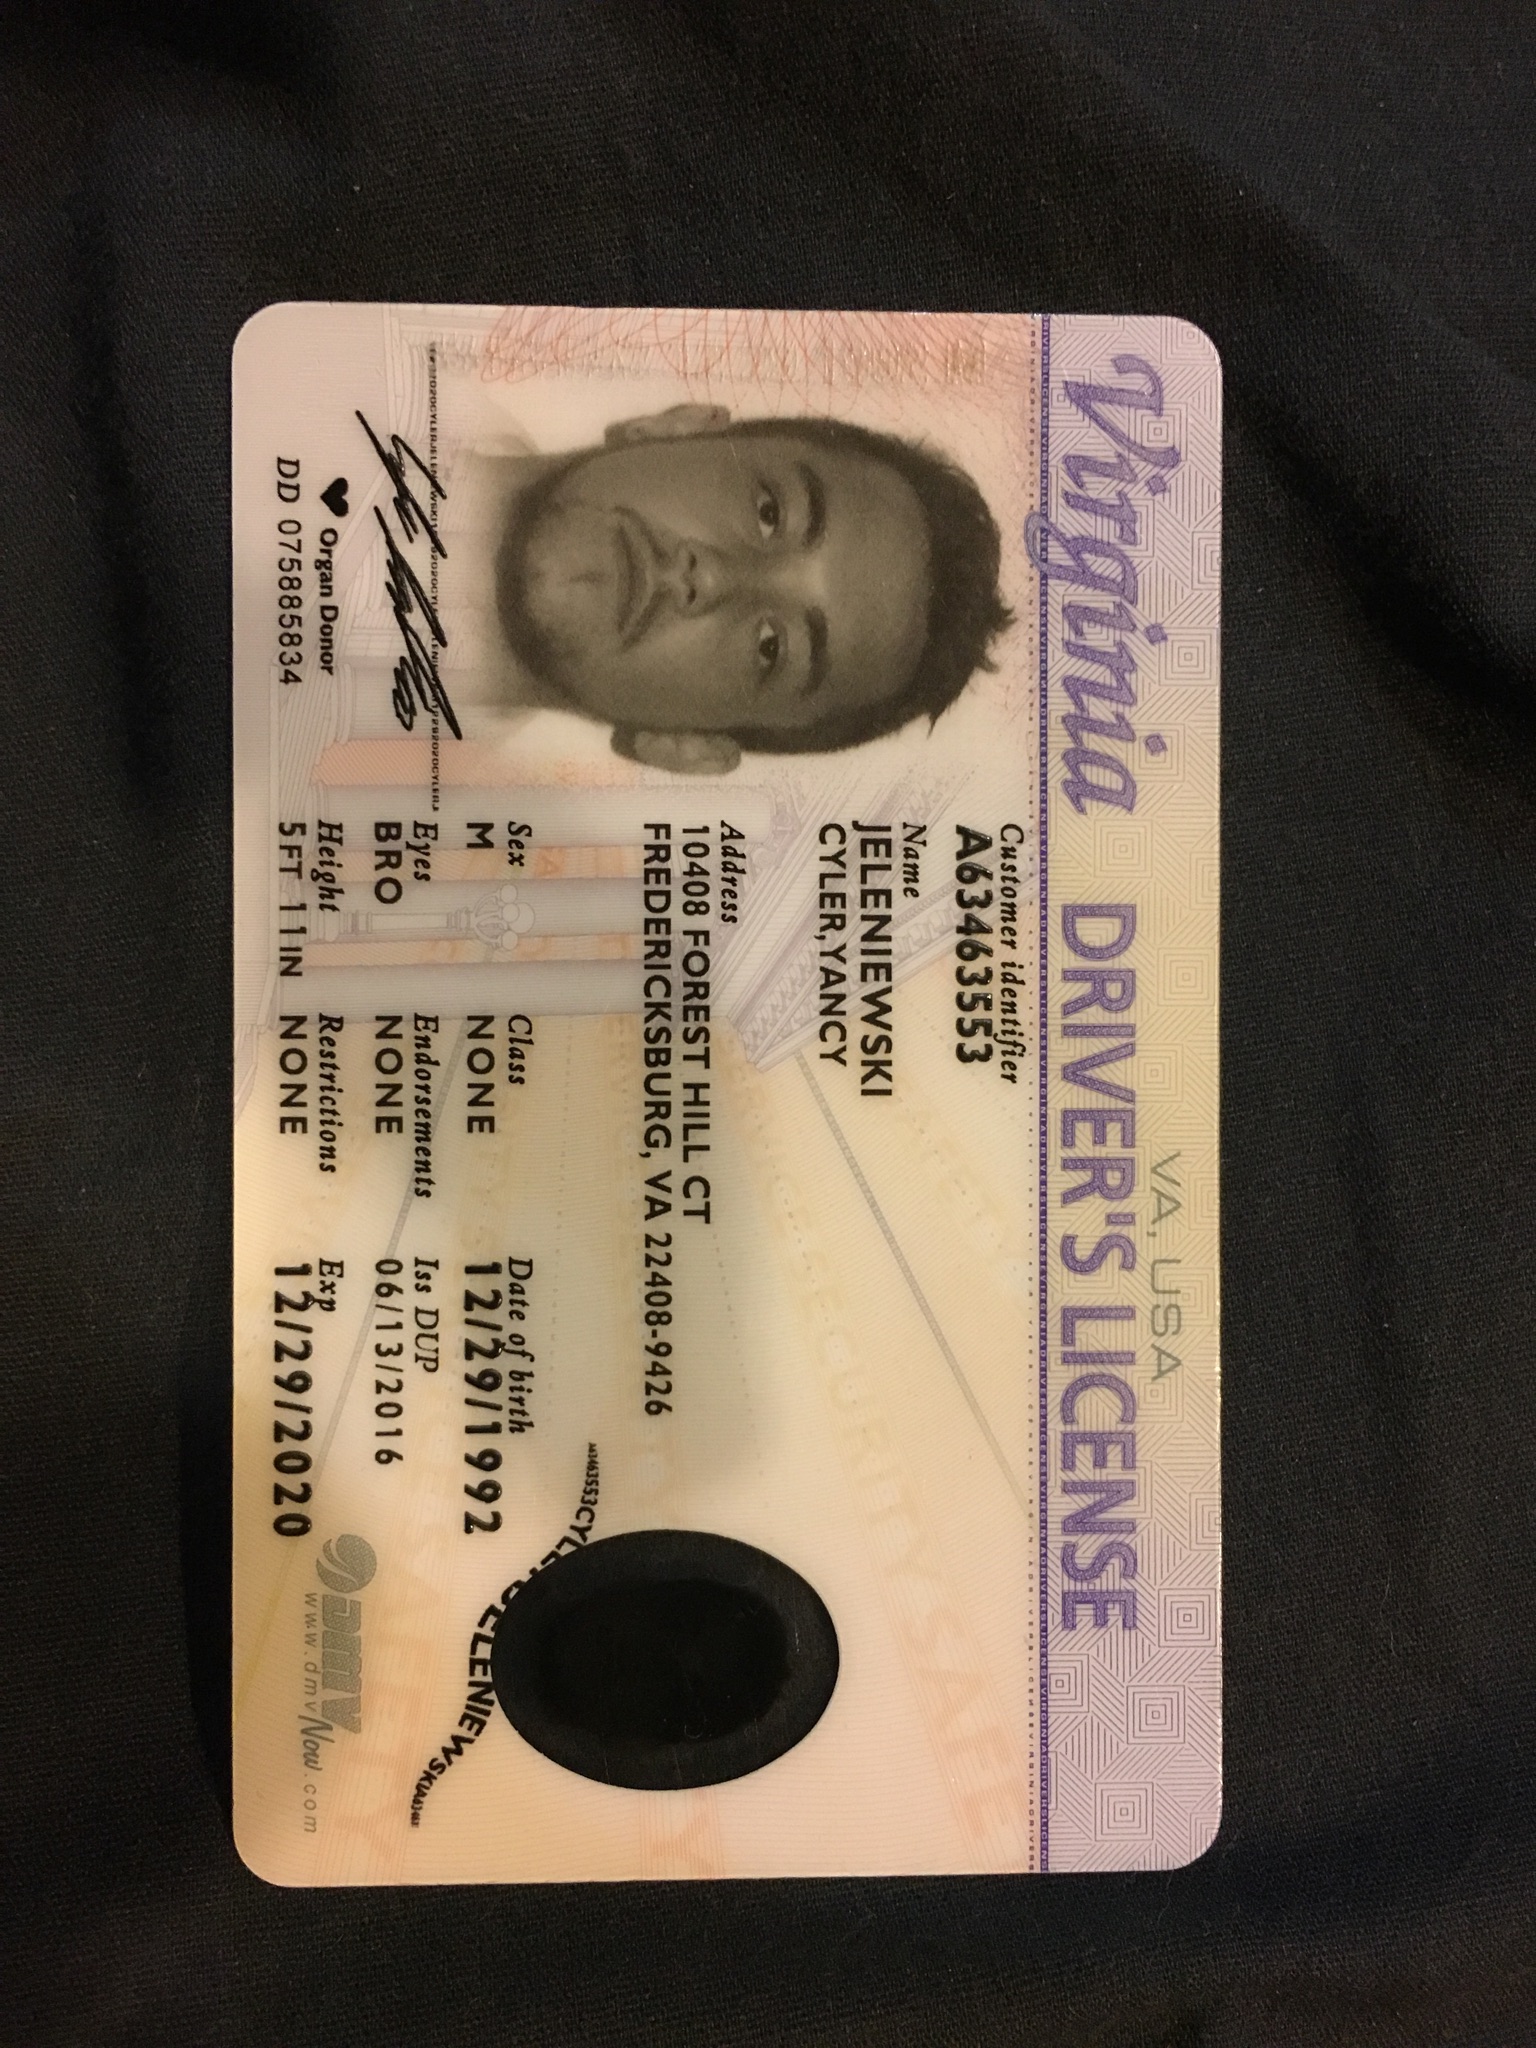 Virginia DRIVER'S LICENSE
VA, USA
Customer identifier
A63463553
Name
JELENIEWSKI
CYLER,YANCY
Address
10408 FOREST HILL CT
FREDERICKSBURG, VA 22408-9426
Sex Class Date of birth
M NONE 12/29/1992
Eyes Endorsements Iss DUP
BRO NONE 06/13/2016
Height Restrictions Exp
5FT 11IN NONE 12/29/2020
Organ Donor
DD 075885834
DMV
www.dmvNow.com